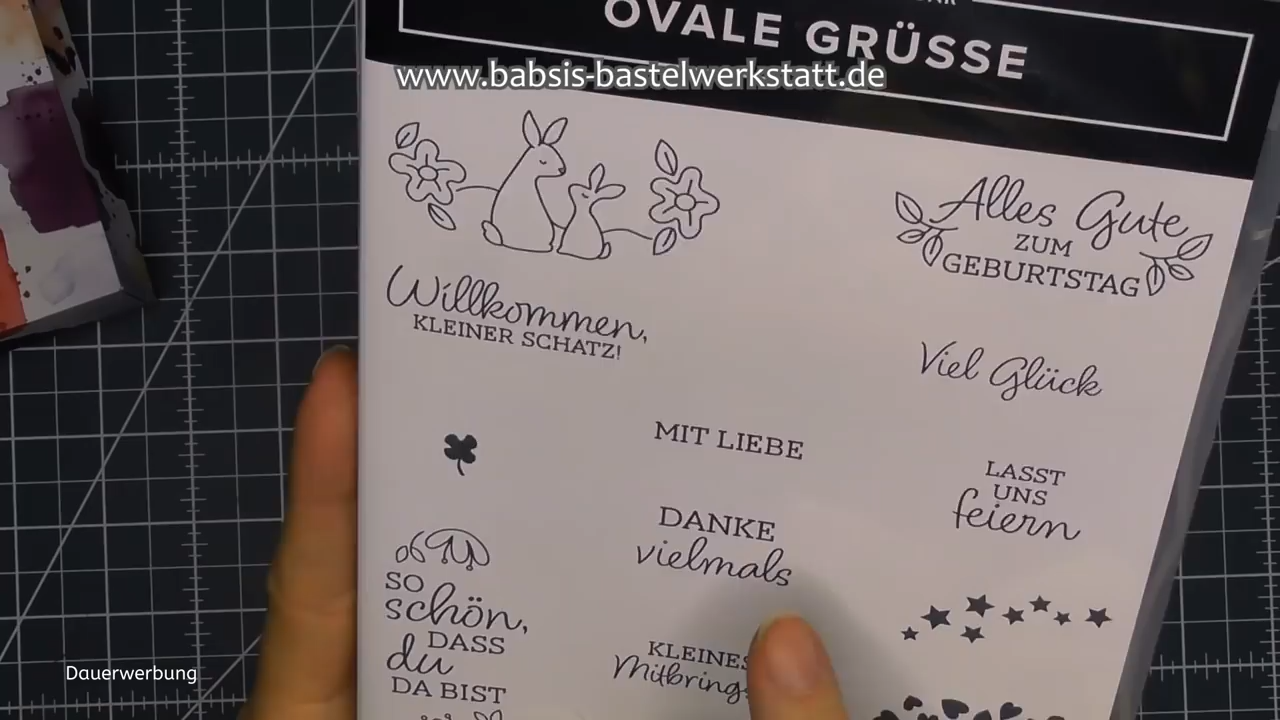 OVALE GRÜSSE
www.babsis-bastelwerkstatt.de
Alles Gute
ZUM
GEBURTSTAG
Willkommen,
KLEINER SCHATZ!
Viel Glück
MIT LIEBE
LASST
UNS
feiern
DANKE
vielmals
SO
schön,
DASS
du
DA BIST
KLEINES
Dauerwerbung